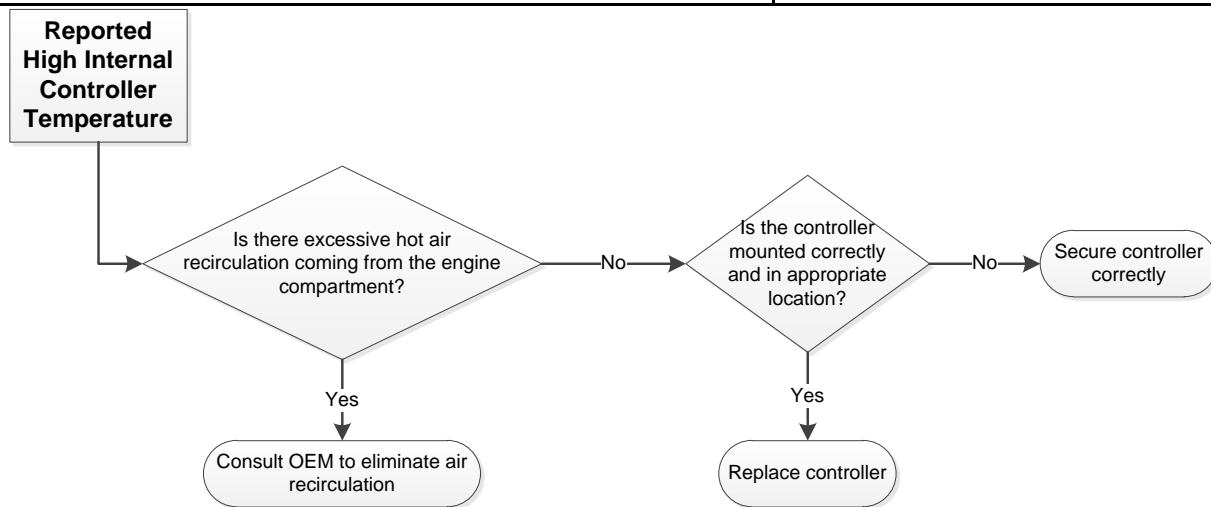 Reported
High Internal
Controller
Temperature
Is there excessive hot air
recirculation coming from the engine
compartment?
No
Is the controller
mounted correctly
and in appropriate
location?
No
Secure controller
correctly
Yes
Yes
Consult OEM to eliminate air
recirculation
Replace controller